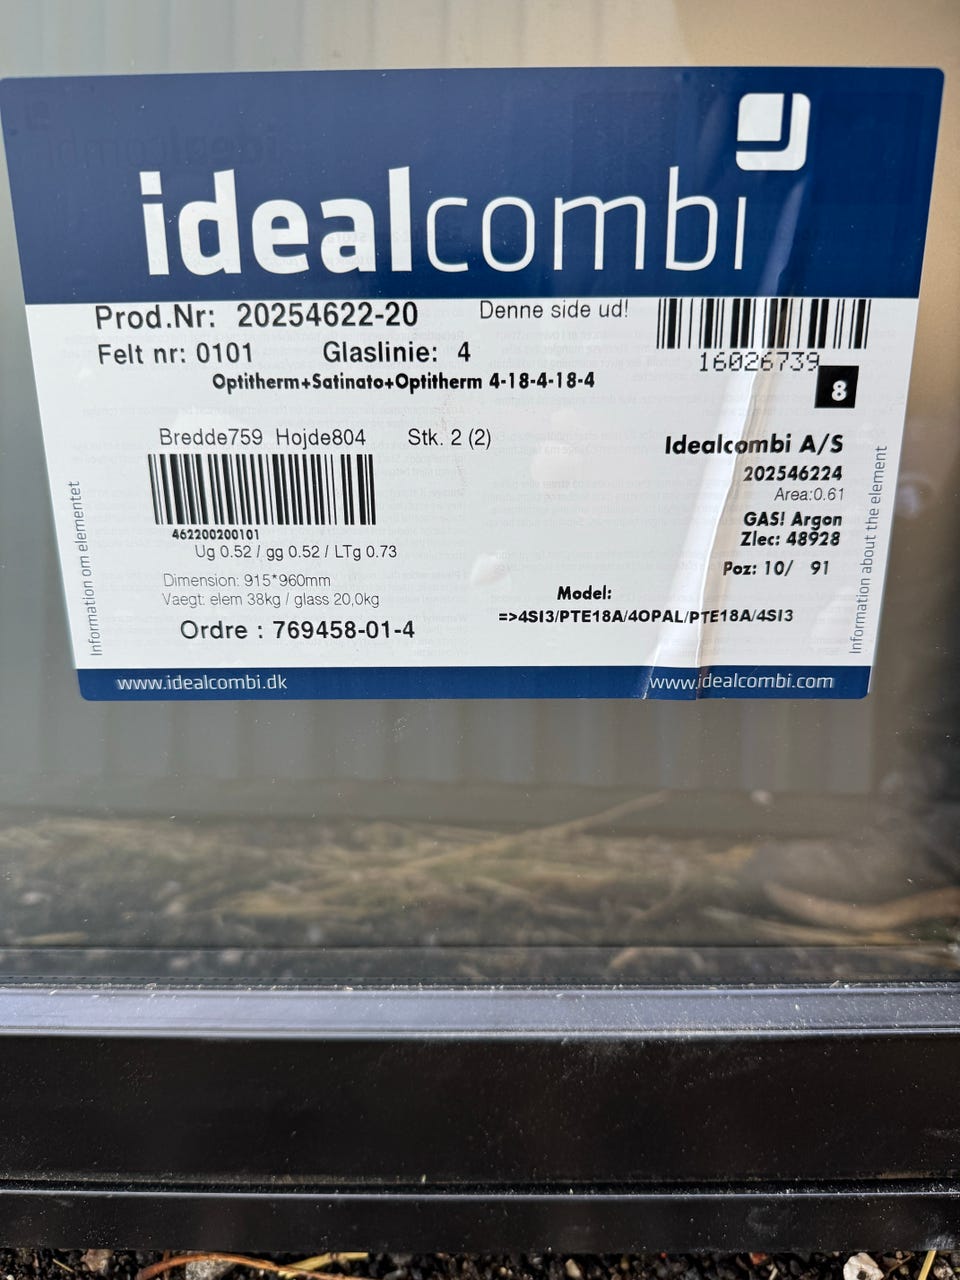 idealcombi
Prod.Nr: 20254622-20
Denne side ud!
Felt nr: 0101
Glaslinie: 4
16026739
Optitherm+Satinato+Optitherm 4-18-4-18-4
8
Bredde759 Hojde804
Stk. 2 (2)
462200200101
Ug 0.52 / gg 0.52 / LTg 0.73
Dimension: 915*960mm
Vaegt: elem 38kg / glass 20,0kg
Ordre : 769458-01-4
Idealcombi A/S
202546224
Area:0.61
GAS! Argon
Zlec: 48928
Poz: 10/ 91
Model:
=>4SI3/PTE18A/4OPAL/PTE18A/4SI3
Information om elementet
Information about the element
www.idealcombi.dk
www.idealcombi.com